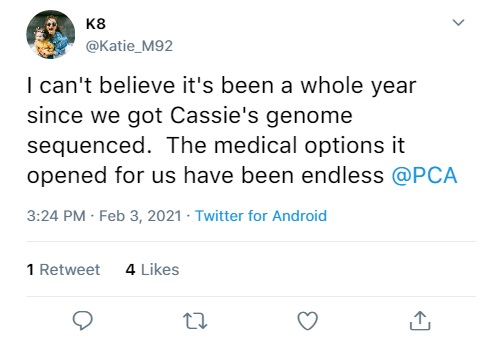 K8
@Katie_M92
I can't believe it's been a whole year
since we got Cassie's genome
sequenced.  The medical options it
opened for us have been endless @PCA
3:24 PM · Feb 3, 2021 · Twitter for Android
1 Retweet 4 Likes